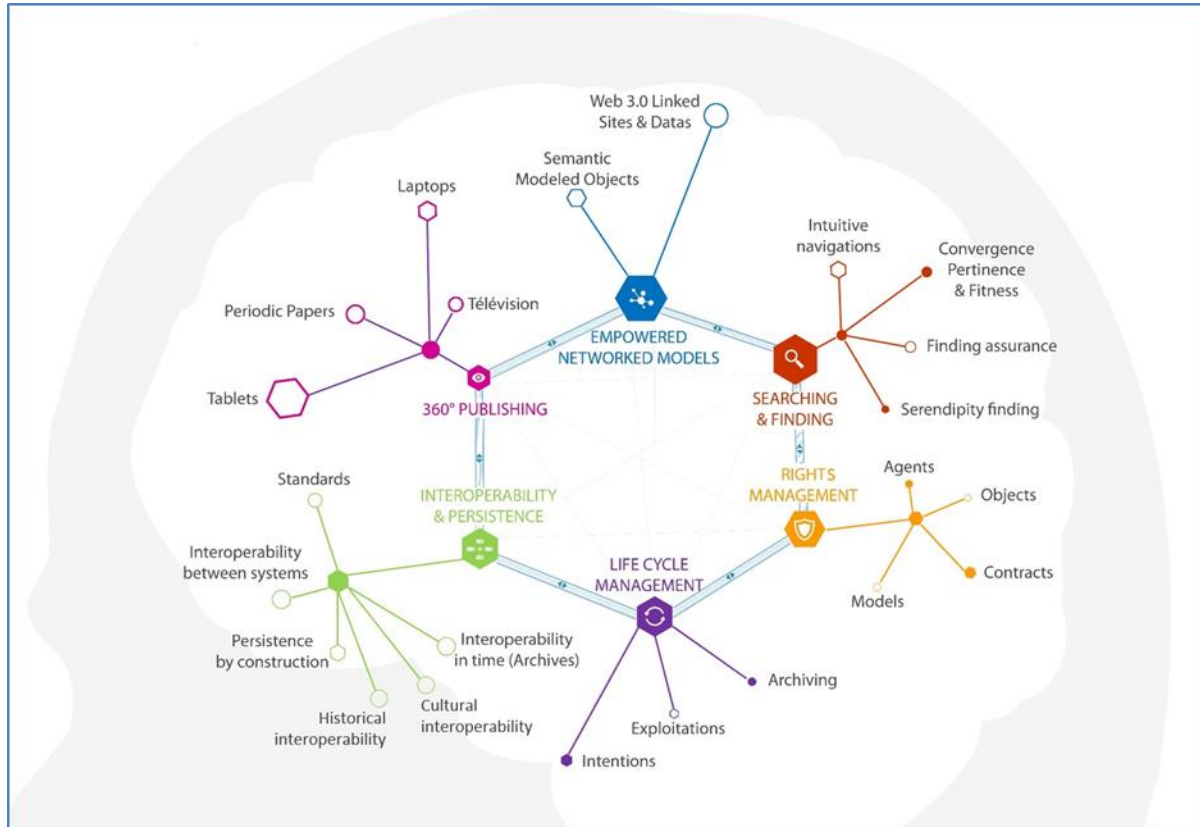 Web 3.0 Linked
Sites & Datas
Semantic
Modeled Objects
Laptops
Intuitive
navigations
Convergence
Pertinence
& Fitness
Periodic Papers
Télévision
EMPOWERED
NETWORKED MODELS
Finding assurance
Tablets
360° PUBLISHING
SEARCHING
& FINDING
Serendipity finding
Standards
INTEROPERABILITY
& PERSISTENCE
RIGHTS
MANAGEMENT
Agents
Objects
Interoperability
between systems
LIFE CYCLE
MANAGEMENT
Contracts
Models
Persistence
by construction
Interoperability
in time (Archives)
Archiving
Historical
interoperability
Cultural
interoperability
Exploitations
Intentions